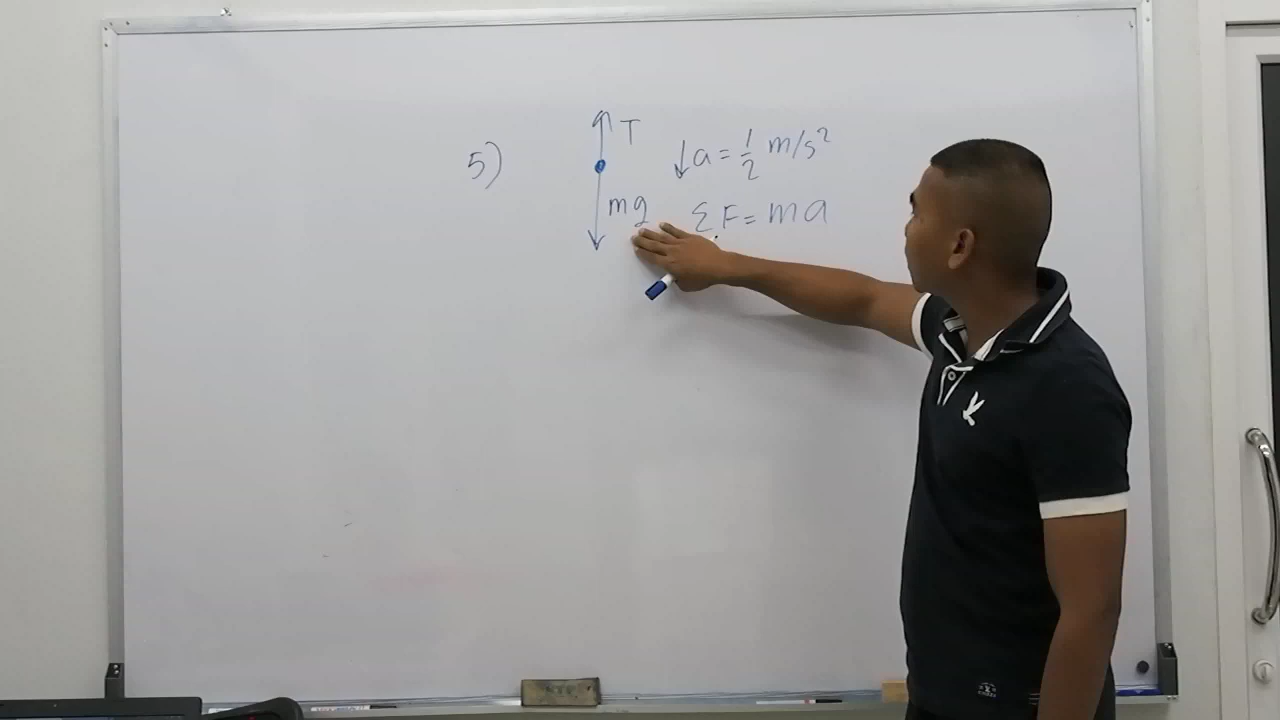 5)
T
↓a = 1/2 m/s²
mg
ΣF = ma